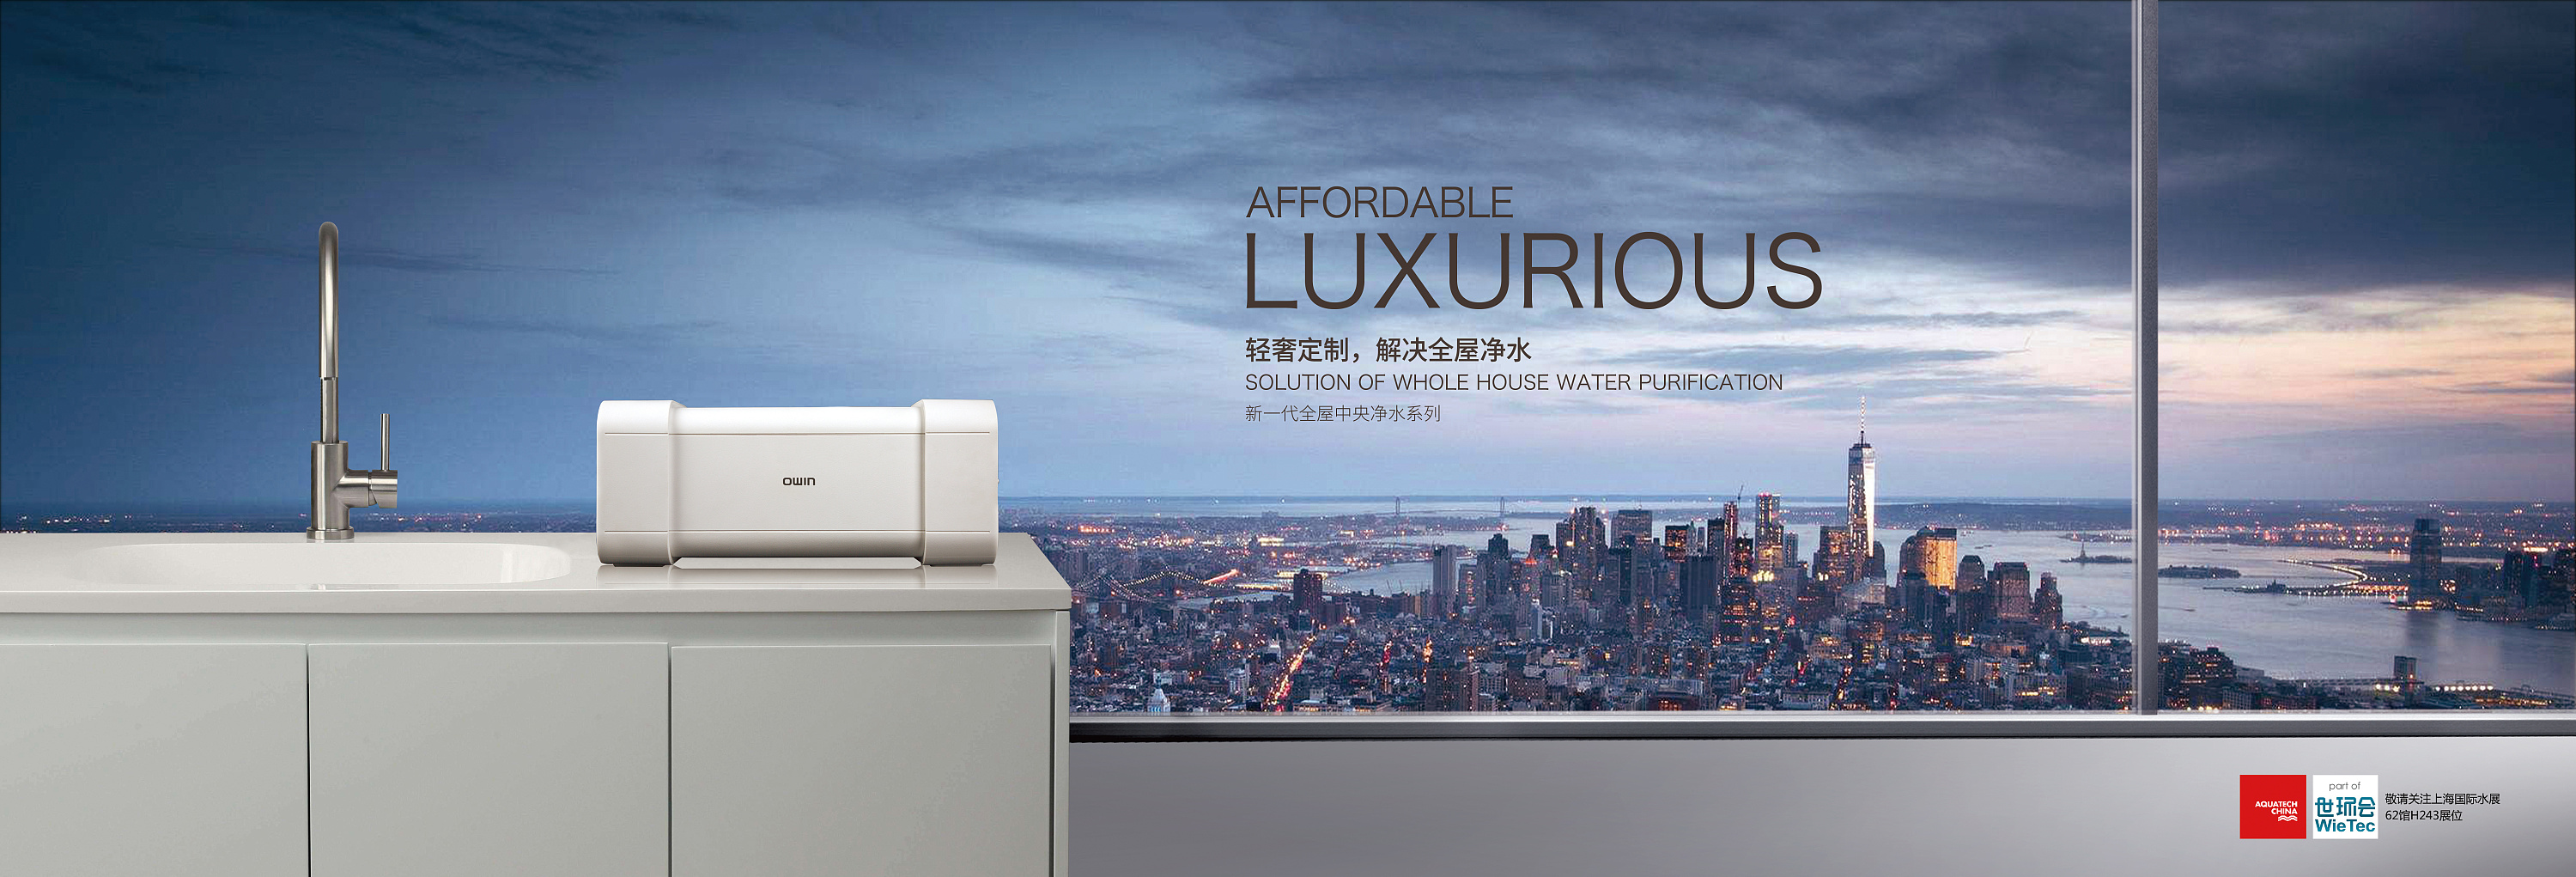 AFFORDABLE
LUXURIOUS
轻奢定制，解决全屋净水
SOLUTION OF WHOLE HOUSE WATER PURIFICATION
新一代全屋中央净水系列
OWIN
AQUATECH
CHINA
part of
世环会
WieTec
敬请关注上海国际水展
62馆H243展位